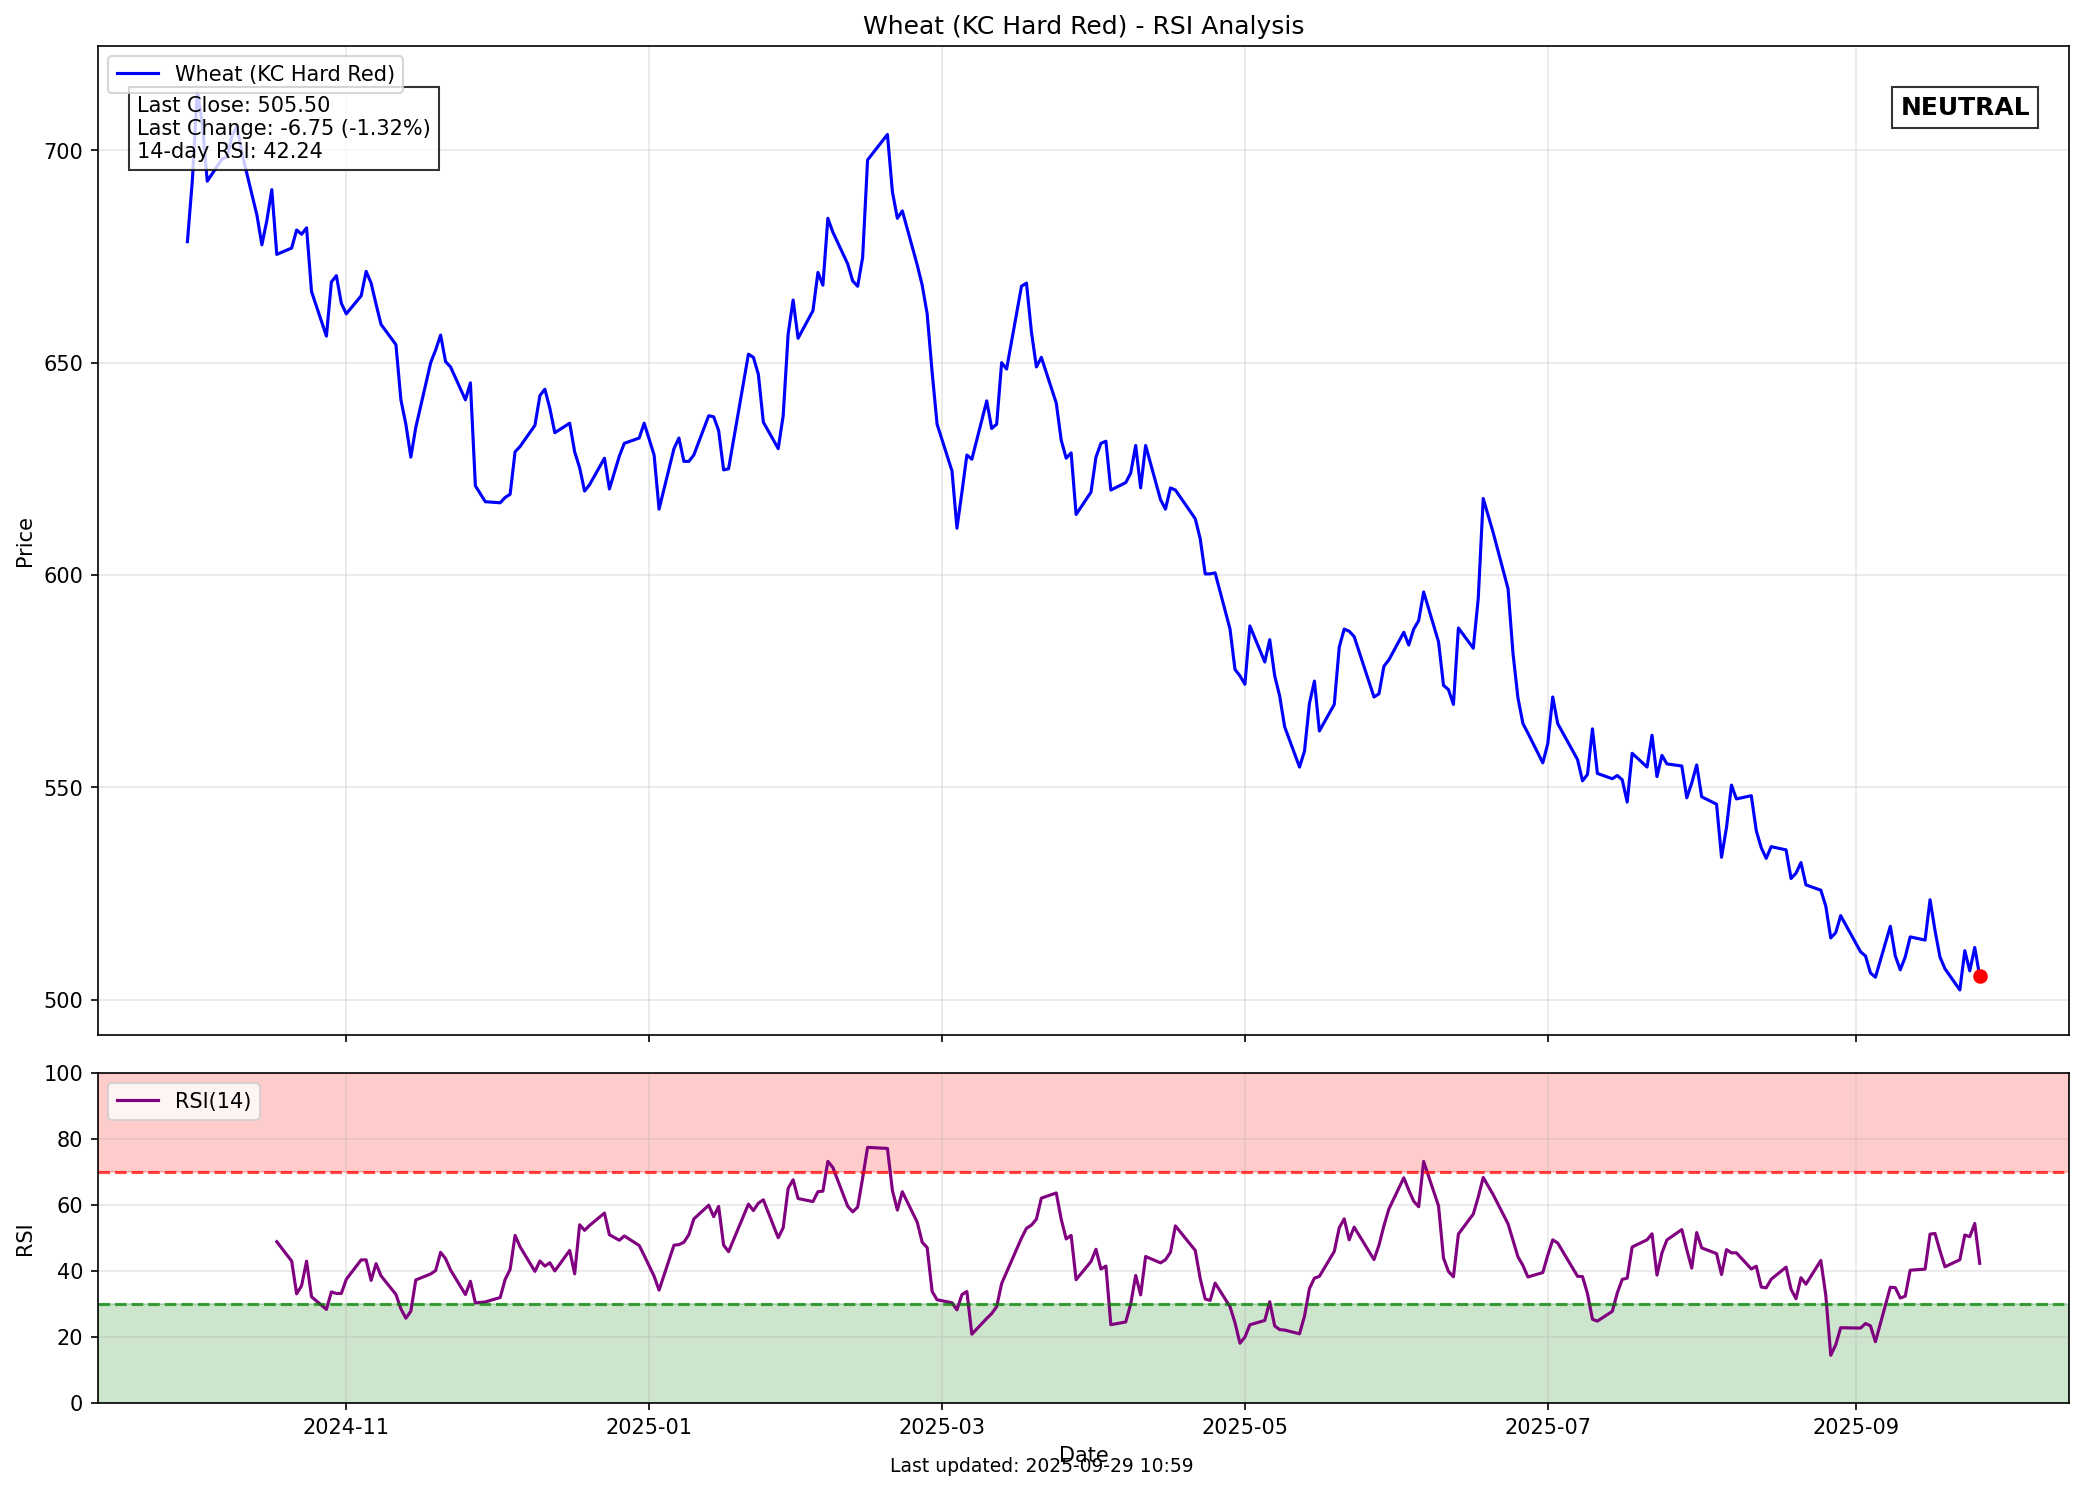 Wheat (KC Hard Red) - RSI Analysis
Wheat (KC Hard Red)
Last Close: 505.50
Last Change: -6.75 (-1.32%)
14-day RSI: 42.24
NEUTRAL
Price
700
650
600
550
500
RSI(14)
RSI
100
80
60
40
20
0
2024-11
2025-01
2025-03
2025-05
2025-07
2025-09
Date
Last updated: 2025-09-29 10:59